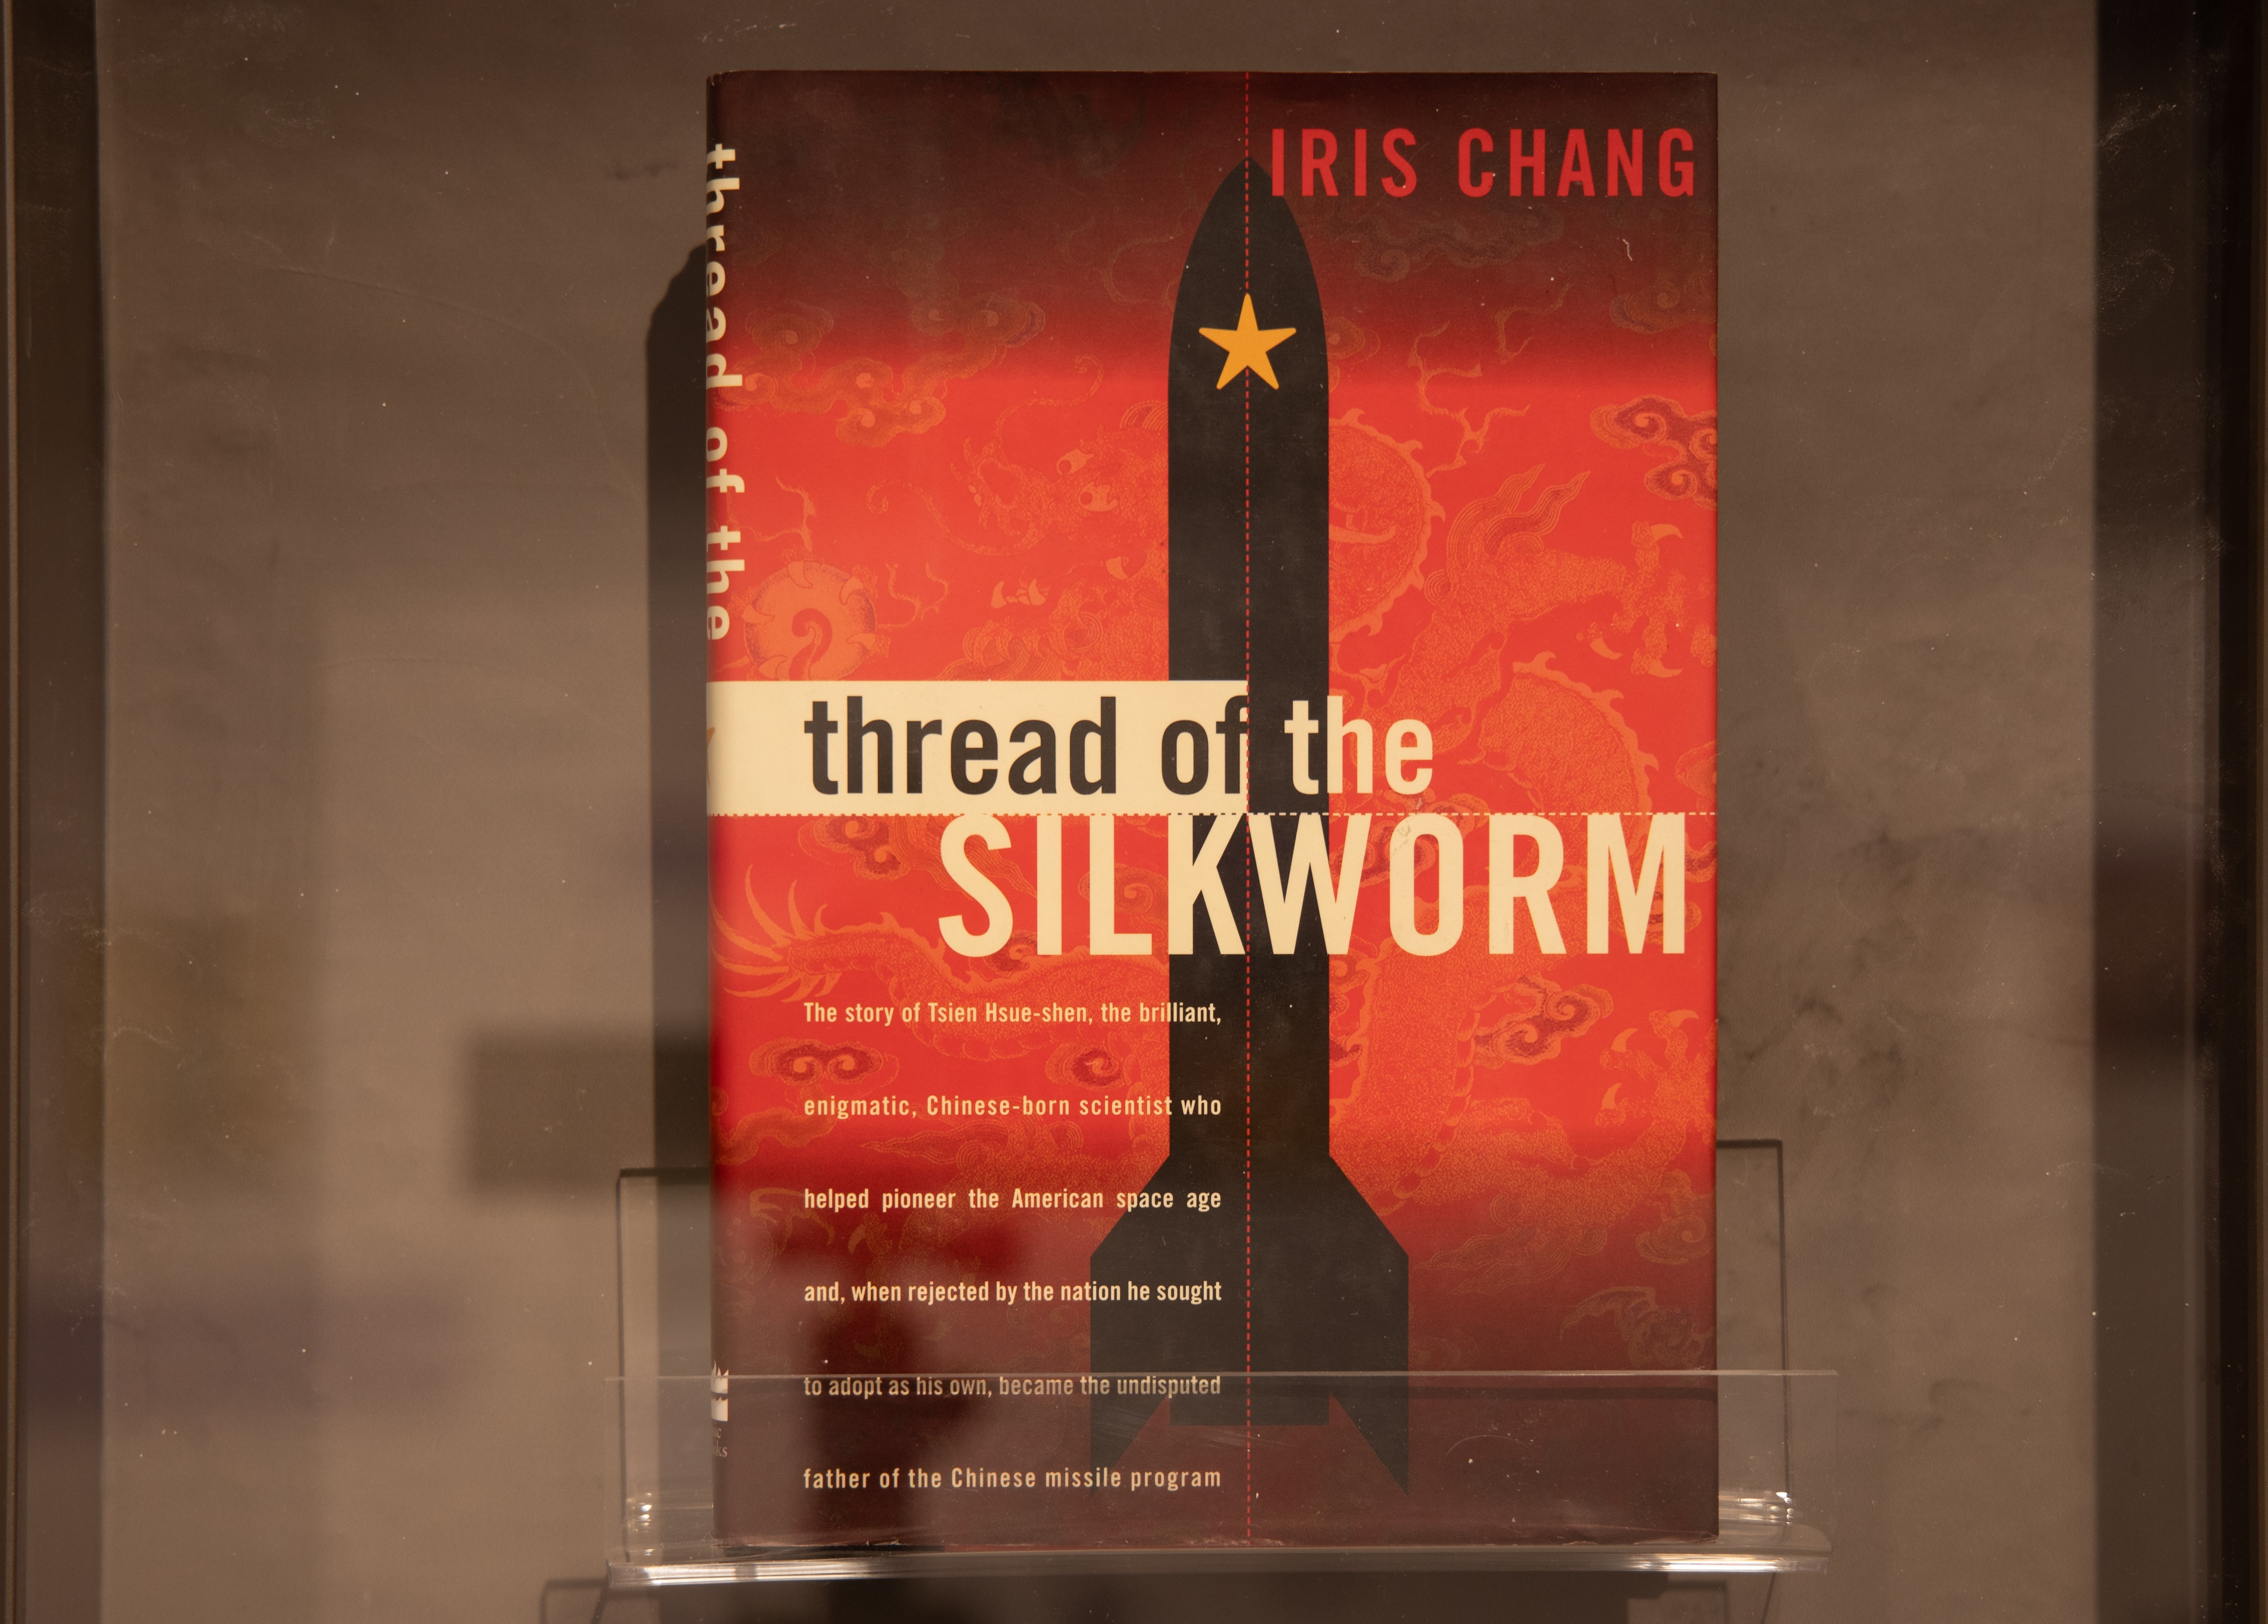 IRIS CHANG
thread of the
thread of the
SILKWORM
The story of Tsien Hsue-shen, the brilliant,
enigmatic, Chinese-born scientist who
helped pioneer the American space age
and, when rejected by the nation he sought
to adopt as his own, became the undisputed
father of the Chinese missile program